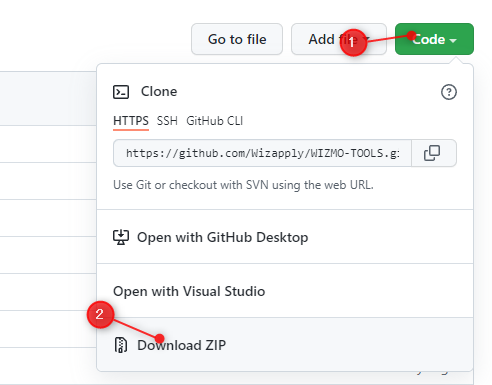 Go to file
Add file
1
Code
Clone
HTTPS SSH GitHub CLI
https://github.com/Wizapply/WIZMO-TOOLS.gi
Use Git or checkout with SVN using the web URL.
Open with GitHub Desktop
Open with Visual Studio
2
Download ZIP